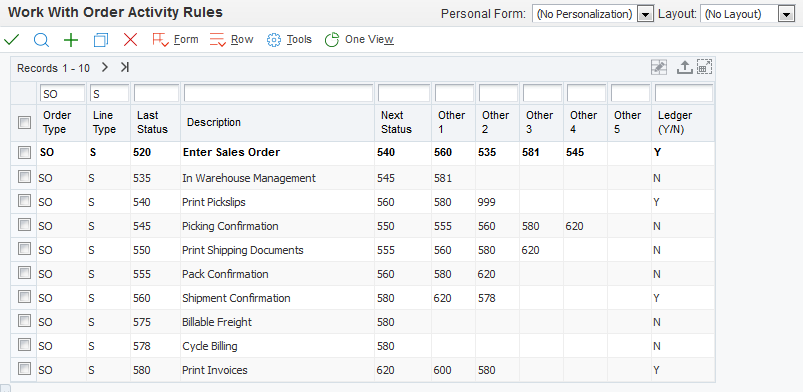 Work With Order Activity Rules Personal Form: (No Personalization) Layout: (No Layout)
Form Row Tools One View
Records 1 - 10
SO S
Order Type Line Type Last Status Description Next Status Other 1 Other 2 Other 3 Other 4 Other 5 Ledger (Y/N)
SO S 520 Enter Sales Order 540 560 535 581 545 Y
SO S 535 In Warehouse Management 545 581 N
SO S 540 Print Pickslips 560 580 999 Y
SO S 545 Picking Confirmation 550 555 560 580 620 N
SO S 550 Print Shipping Documents 555 560 580 620 N
SO S 555 Pack Confirmation 560 580 620 N
SO S 560 Shipment Confirmation 580 620 578 Y
SO S 575 Billable Freight 580 N
SO S 578 Cycle Billing 580 N
SO S 580 Print Invoices 620 600 580 Y